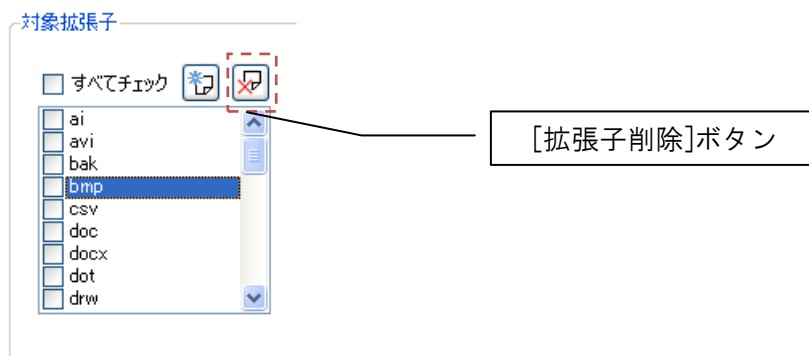 対象拡張子
すべてチェック
ai
avi
bak
bmp
csv
doc
docx
dot
drw
[拡張子削除]ボタン